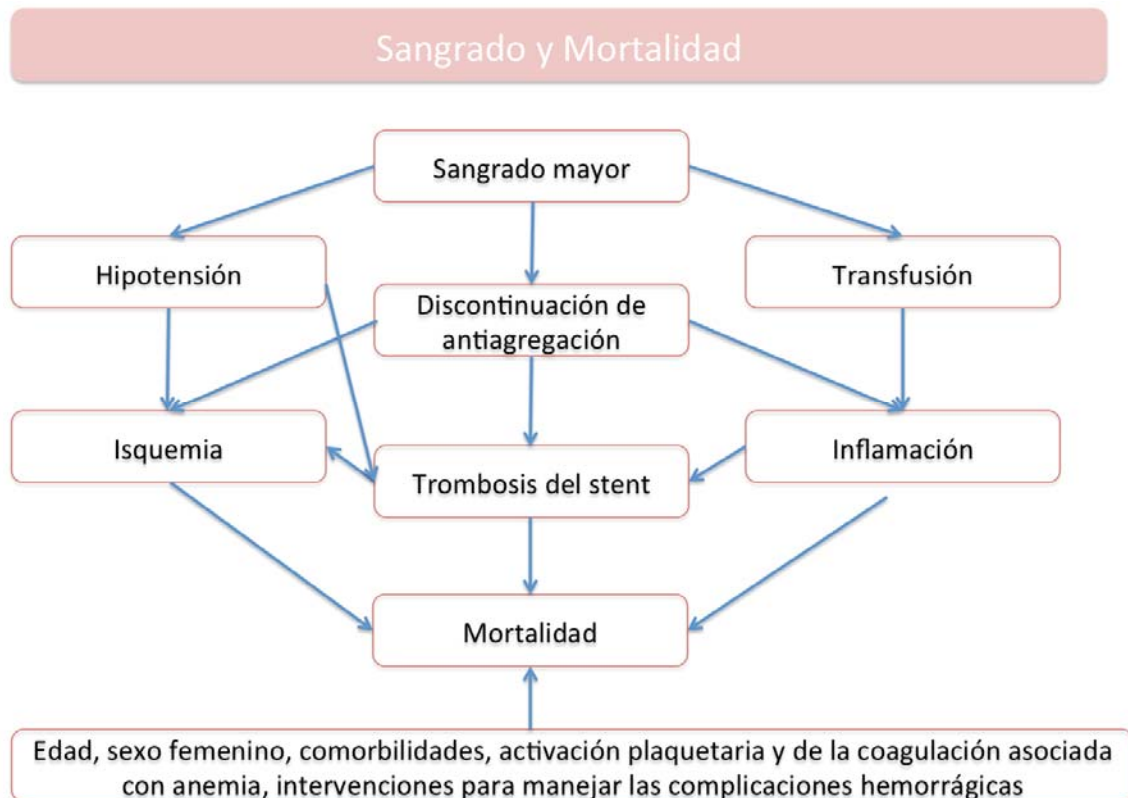 Sangrado y Mortalidad
Sangrado mayor
Hipotensión
Transfusión
Discontinuación de
antiagregación
Isquemia
Inflamación
Trombosis del stent
Mortalidad
Edad, sexo femenino, comorbilidades, activación plaquetaria y de la coagulación asociada
con anemia, intervenciones para manejar las complicaciones hemorrágicas